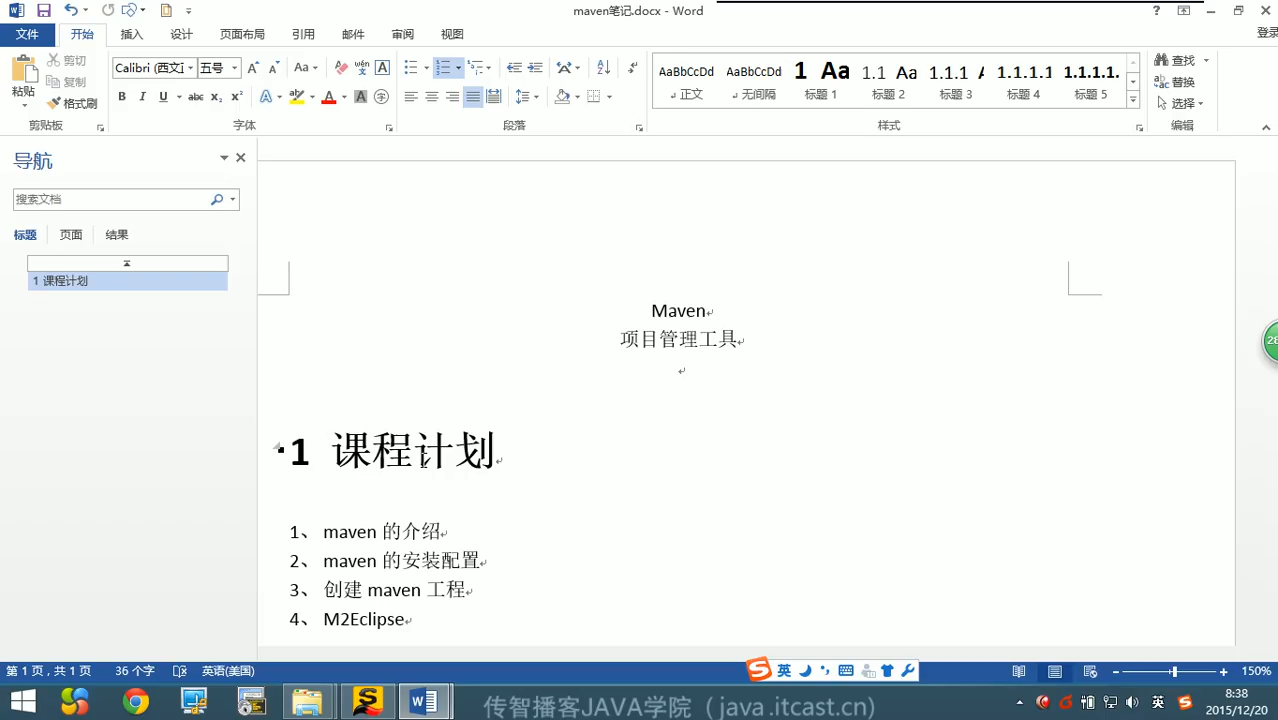 maven笔记.docx - Word
登录
文件 开始 插入 设计 页面布局 引用 邮件 审阅 视图
粘贴 剪切 复制 格式刷
Calibri (西文 五号
AaBbCcDd AaBbCcDd 1 Aa 1.1 Aa 1.1.1 A 1.1.1.1 1.1.1.1.
正文 无间隔 标题 1 标题 2 标题 3 标题 4 标题 5
查找
替换
选择
剪贴板 字体 段落 样式 编辑
导航
搜索文档
标题 页面 结果
1 课程计划
Maven
项目管理工具
1 课程计划
1、 maven 的介绍
2、 maven 的安装配置
3、 创建 maven 工程
4、 M2Eclipse
28
第 1 页，共 1 页 36 个字 英语(美国) 英 150%
传智播客JAVA学院（java.itcast.cn)
英
8:38
2015/12/20